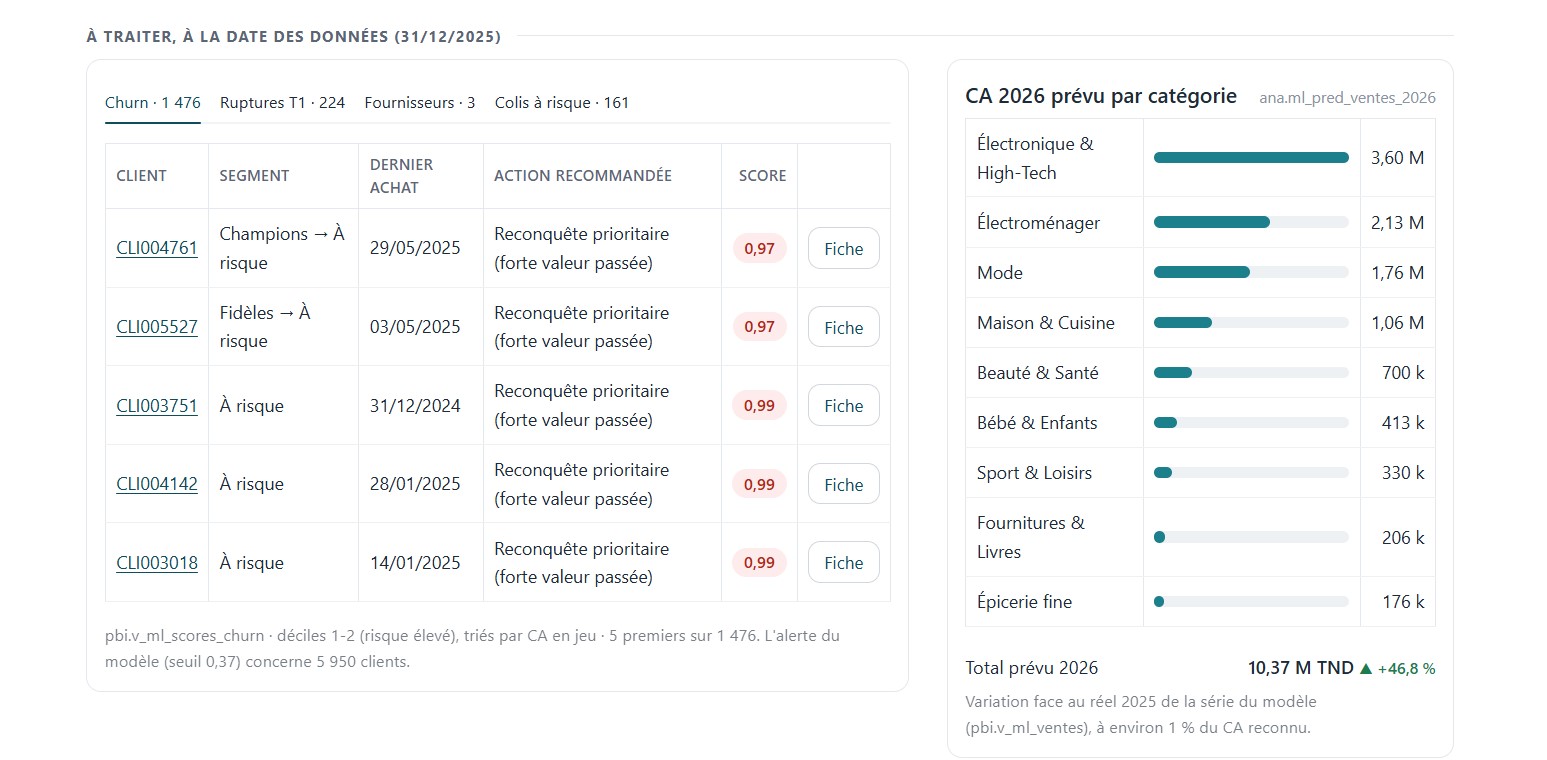 À TRAITER, À LA DATE DES DONNÉES (31/12/2025)
Churn · 1 476 Ruptures T1 · 224 Fournisseurs · 3 Colis à risque · 161
CLIENT SEGMENT DERNIER ACHAT ACTION RECOMMANDÉE SCORE
CLI004761 Champions → À risque 29/05/2025 Reconquête prioritaire (forte valeur passée) 0,97 Fiche
CLI005527 Fidèles → À risque 03/05/2025 Reconquête prioritaire (forte valeur passée) 0,97 Fiche
CLI003751 À risque 31/12/2024 Reconquête prioritaire (forte valeur passée) 0,99 Fiche
CLI004142 À risque 28/01/2025 Reconquête prioritaire (forte valeur passée) 0,99 Fiche
CLI003018 À risque 14/01/2025 Reconquête prioritaire (forte valeur passée) 0,99 Fiche
pbi.v_ml_scores_churn · déciles 1-2 (risque élevé), triés par CA en jeu · 5 premiers sur 1 476. L'alerte du
modèle (seuil 0,37) concerne 5 950 clients.
CA 2026 prévu par catégorie ana.ml_pred_ventes_2026
Électronique & High-Tech 3,60 M
Électroménager 2,13 M
Mode 1,76 M
Maison & Cuisine 1,06 M
Beauté & Santé 700 k
Bébé & Enfants 413 k
Sport & Loisirs 330 k
Fournitures & Livres 206 k
Épicerie fine 176 k
Total prévu 2026 10,37 M TND ▲ +46,8 %
Variation face au réel 2025 de la série du modèle
(pbi.v_ml_ventes), à environ 1 % du CA reconnu.